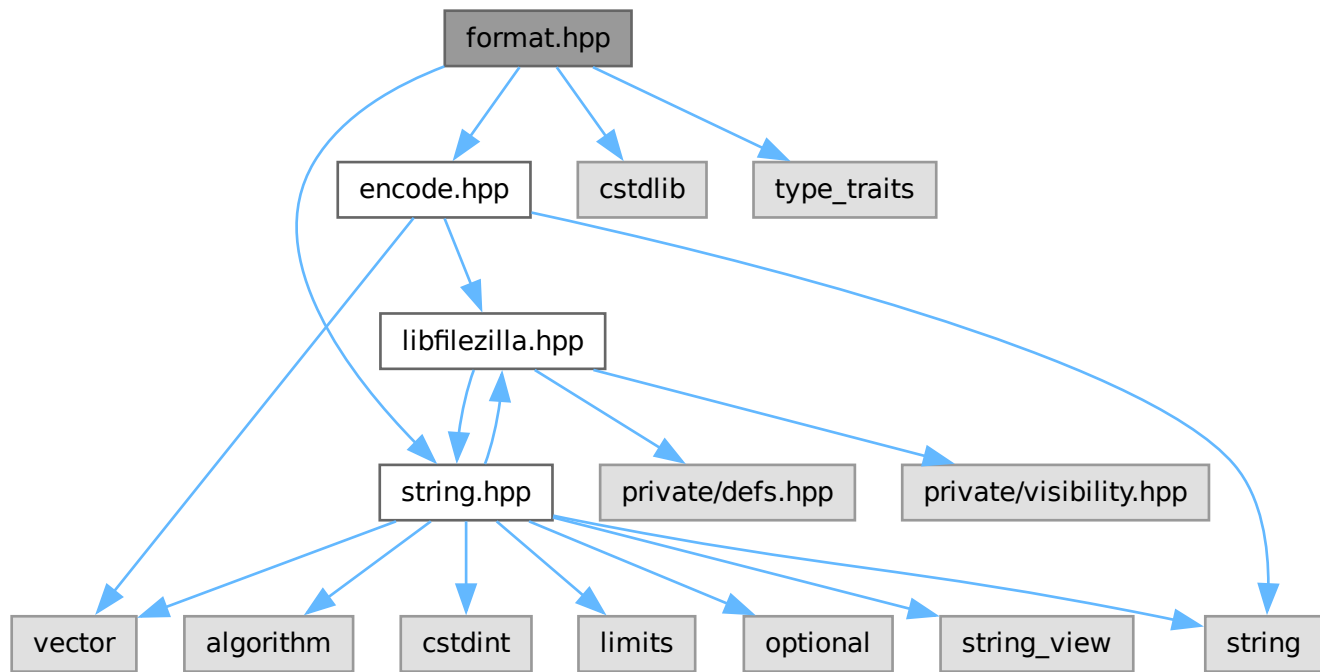 format.hpp
encode.hpp
cstdlib
type_traits
libfilezilla.hpp
string.hpp
private/defs.hpp
private/visibility.hpp
vector
algorithm
cstdint
limits
optional
string_view
string